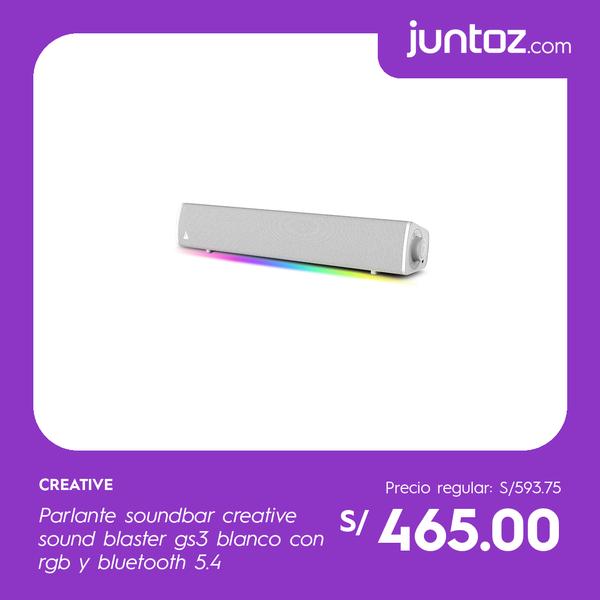 juntoz.com
CREATIVE
Parlante soundbar creative
sound blaster gs3 blanco con
rgb y bluetooth 5.4
Precio regular: S/593.75
S/ 465.00